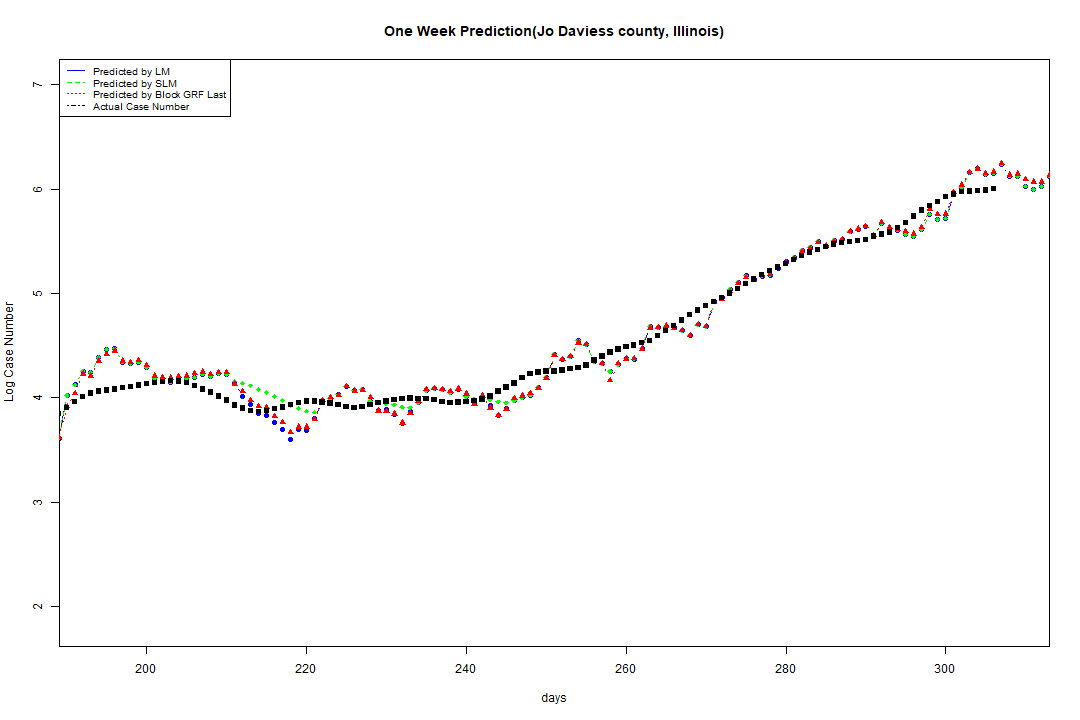 One Week Prediction(Jo Daviess county, Illinois)
Predicted by LM
Predicted by SLM
Predicted by Block GRF Last
Actual Case Number
7
6
5
4
3
2
Log Case Number
200 220 240 260 280 300
days